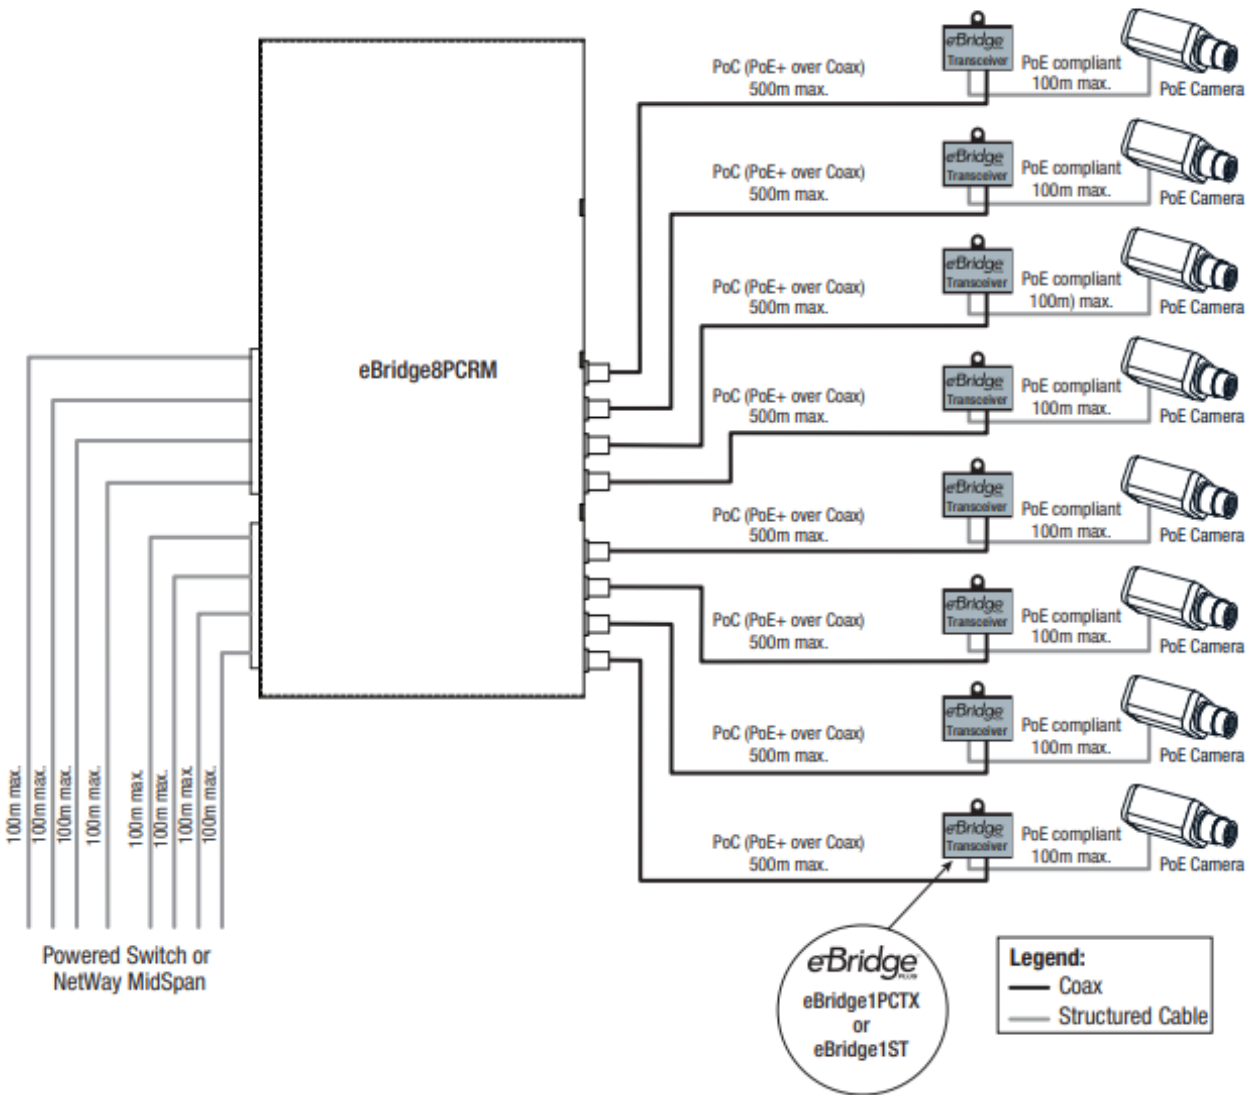 eBridge
Transceiver
PoC (PoE+ over Coax)
500m max.
PoE compliant
100m max.
PoE Camera
eBridge
Transceiver
PoC (PoE+ over Coax)
500m max.
PoE compliant
100m max.
PoE Camera
eBridge
Transceiver
PoC (PoE+ over Coax)
500m max.
PoE compliant
100m) max.
PoE Camera
eBridge8PCRM
eBridge
Transceiver
PoC (PoE+ over Coax)
500m max.
PoE compliant
100m max.
PoE Camera
eBridge
Transceiver
PoC (PoE+ over Coax)
500m max.
PoE compliant
100m max.
PoE Camera
eBridge
Transceiver
PoC (PoE+ over Coax)
500m max.
PoE compliant
100m max.
PoE Camera
eBridge
Transceiver
PoC (PoE+ over Coax)
500m max.
PoE compliant
100m max.
PoE Camera
eBridge
Transceiver
PoC (PoE+ over Coax)
500m max.
PoE compliant
100m max.
PoE Camera
100m max.
100m max.
100m max.
100m max.
100m max.
100m max.
100m max.
100m max.
Powered Switch or
NetWay MidSpan
eBridge
PLUS
eBridge1PCTX
or
eBridge1ST
Legend:
Coax
Structured Cable